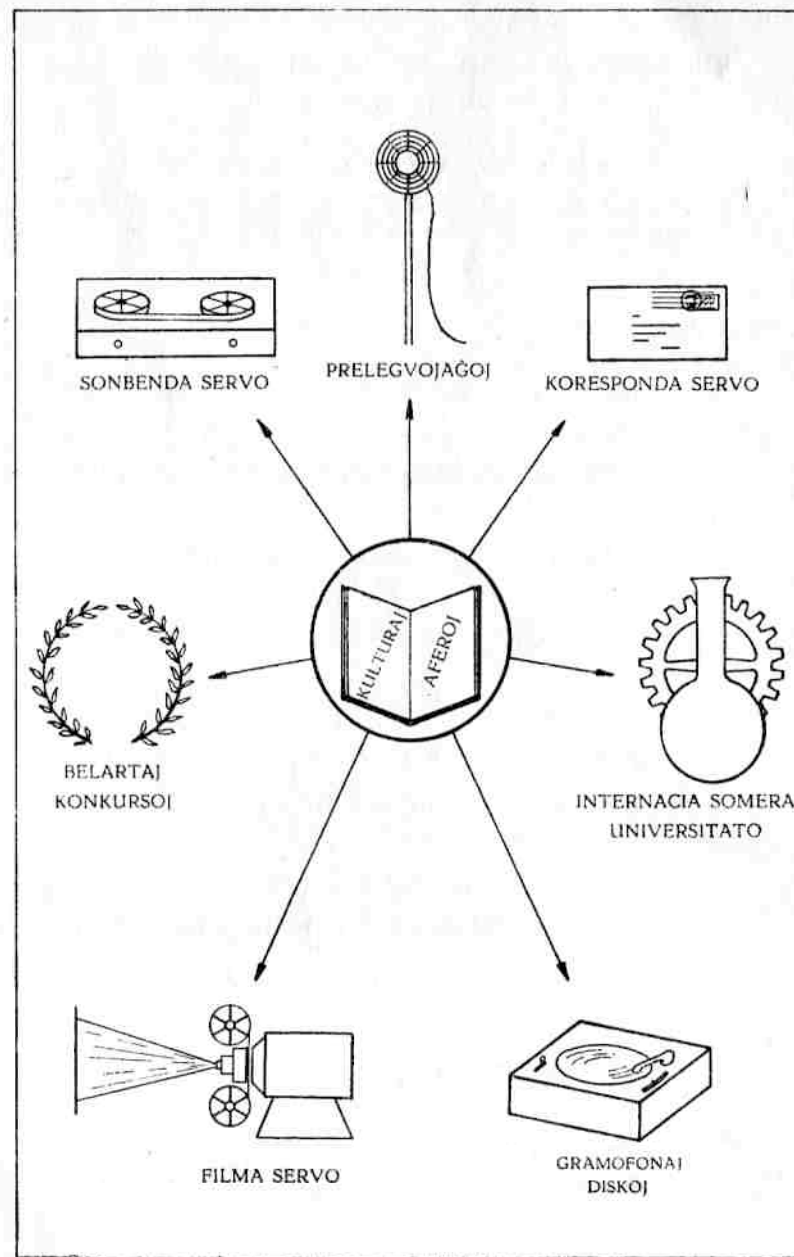 PRELEGVOJAĜOJ
SONBENDA SERVO
KORESPONDA SERVO
KULTURAJ
AFEROJ
BELARTAJ
KONKURSOJ
INTERNACIA SOMERA
UNIVERSITATO
FILMA SERVO
GRAMOFONAJ
DISKOJ